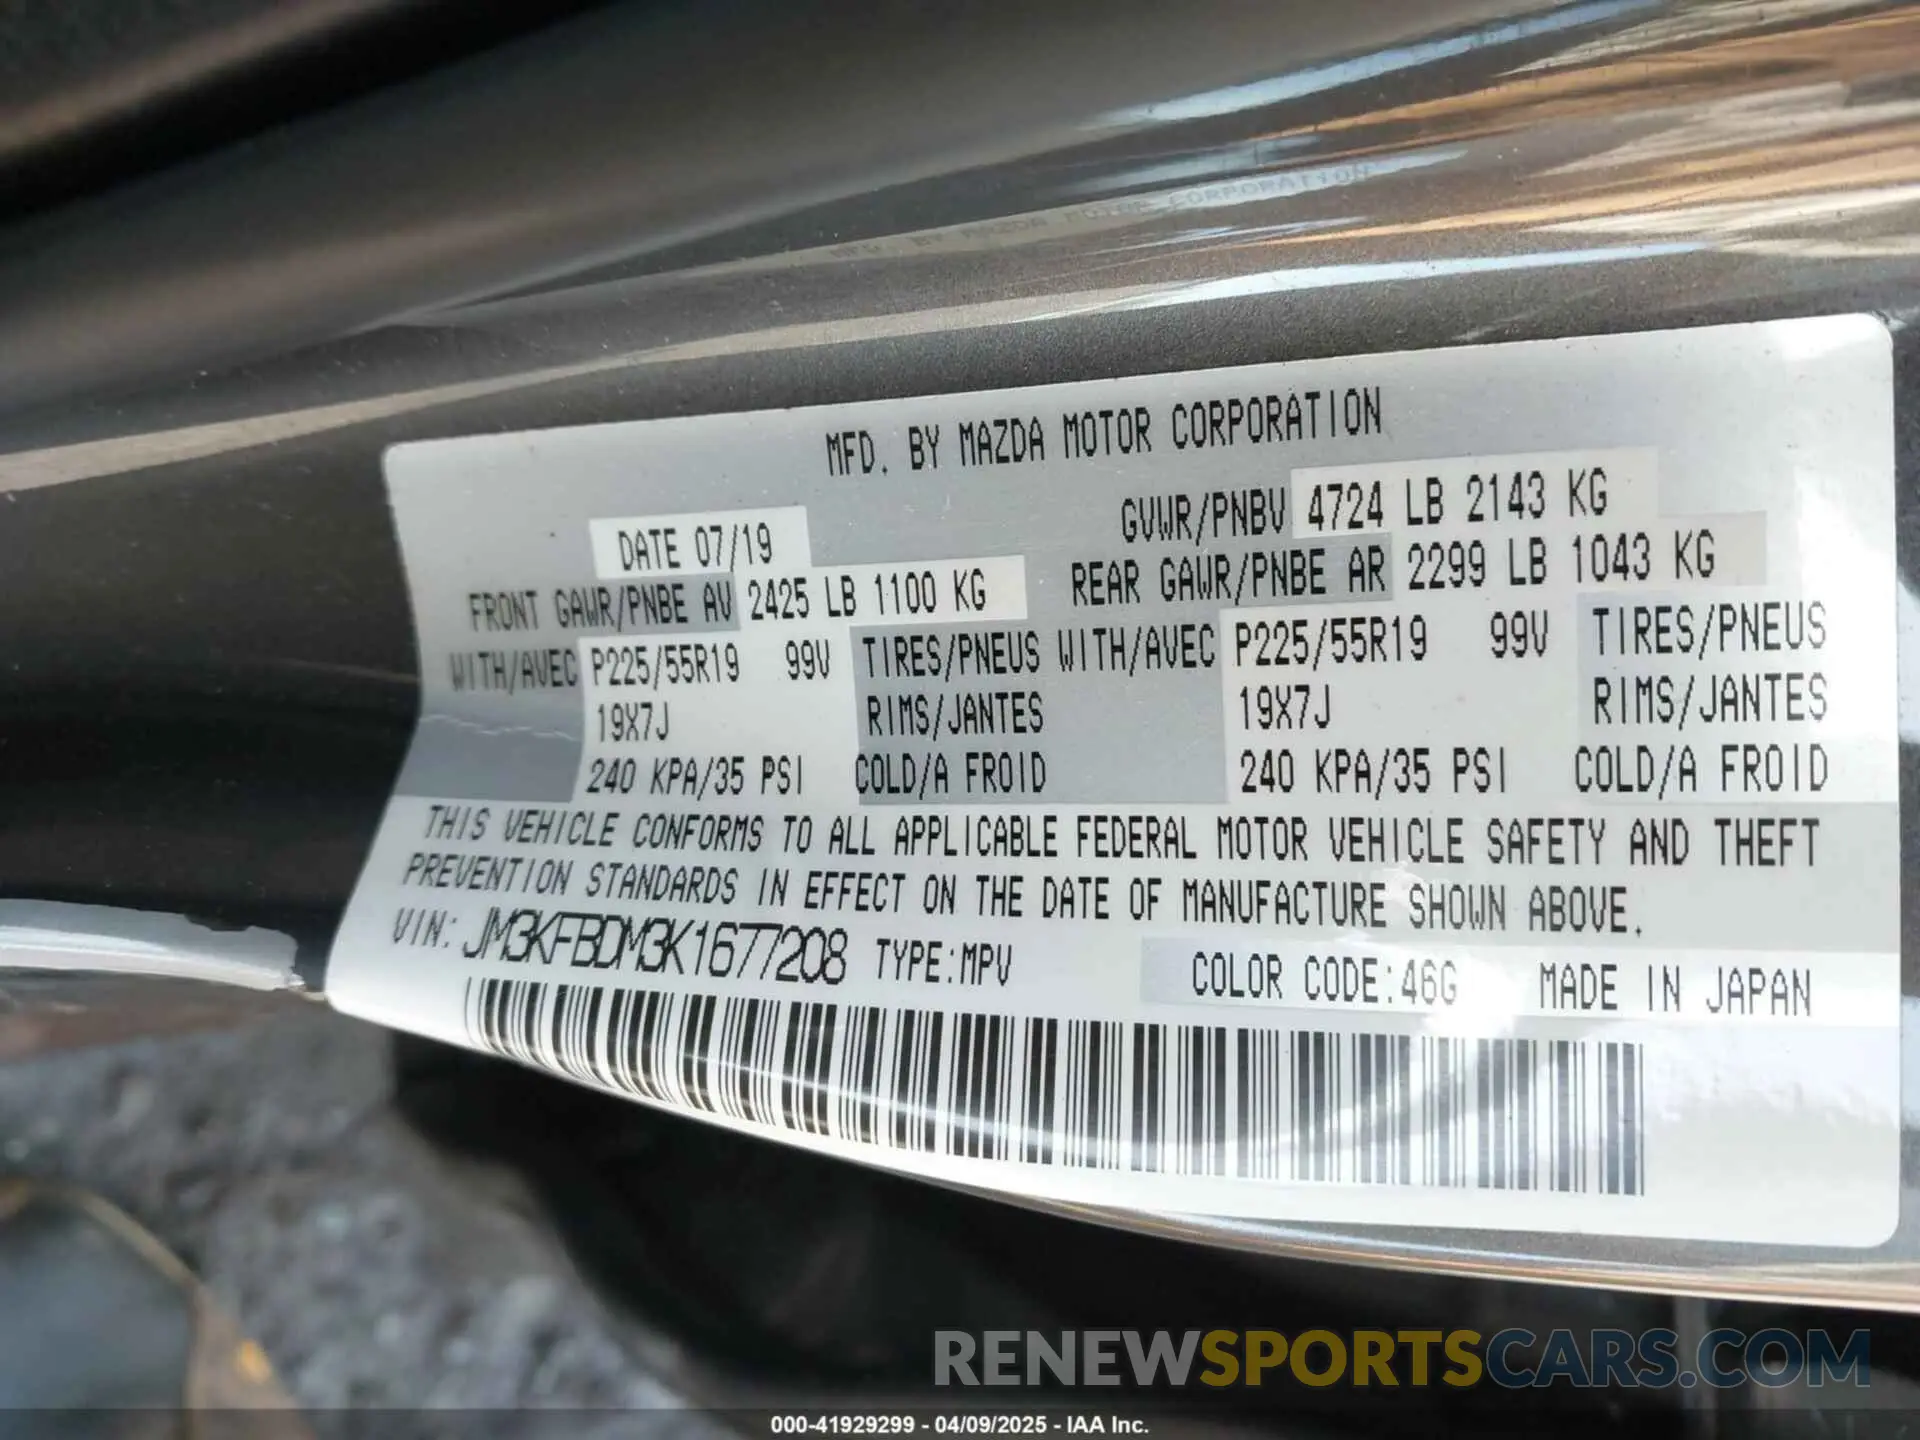 MFD. BY MAZDA MOTOR CORPORATION
MFD. BY MAZDA MOTOR CORPORATION
DATE 07/19 GVWR/PNBV 4724 LB 2143 KG
FRONT GAWR/PNBE AV 2425 LB 1100 KG REAR GAWR/PNBE AR 2299 LB 1043 KG
WITH/AVEC P225/55R19 99V TIRES/PNEUS WITH/AVEC P225/55R19 99V TIRES/PNEUS
19X7J RIMS/JANTES 19X7J RIMS/JANTES
240 KPA/35 PSI COLD/A FROID 240 KPA/35 PSI COLD/A FROID
THIS VEHICLE CONFORMS TO ALL APPLICABLE FEDERAL MOTOR VEHICLE SAFETY AND THEFT
PREVENTION STANDARDS IN EFFECT ON THE DATE OF MANUFACTURE SHOWN ABOVE.
VIN: JM3KFBDM3K1677208 TYPE:MPV COLOR CODE:46G MADE IN JAPAN
RENEWSPORTSCARS.COM
000-41929299 - 04/09/2025 - IAA Inc.